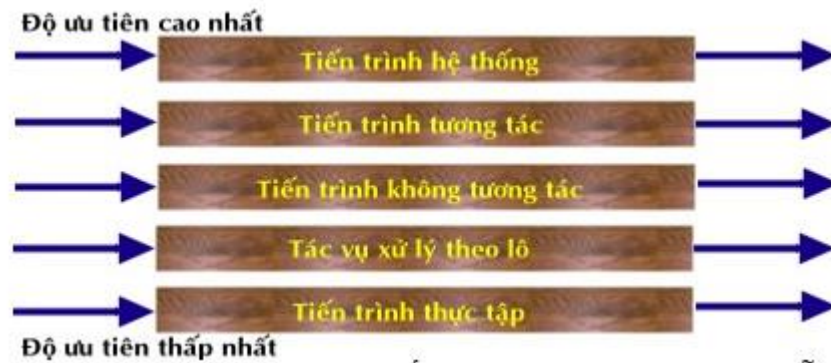 Độ ưu tiên cao nhất
Tiến trình hệ thống
Tiến trình tương tác
Tiến trình không tương tác
Tác vụ xử lý theo lô
Tiến trình thực tập
Độ ưu tiên thấp nhất